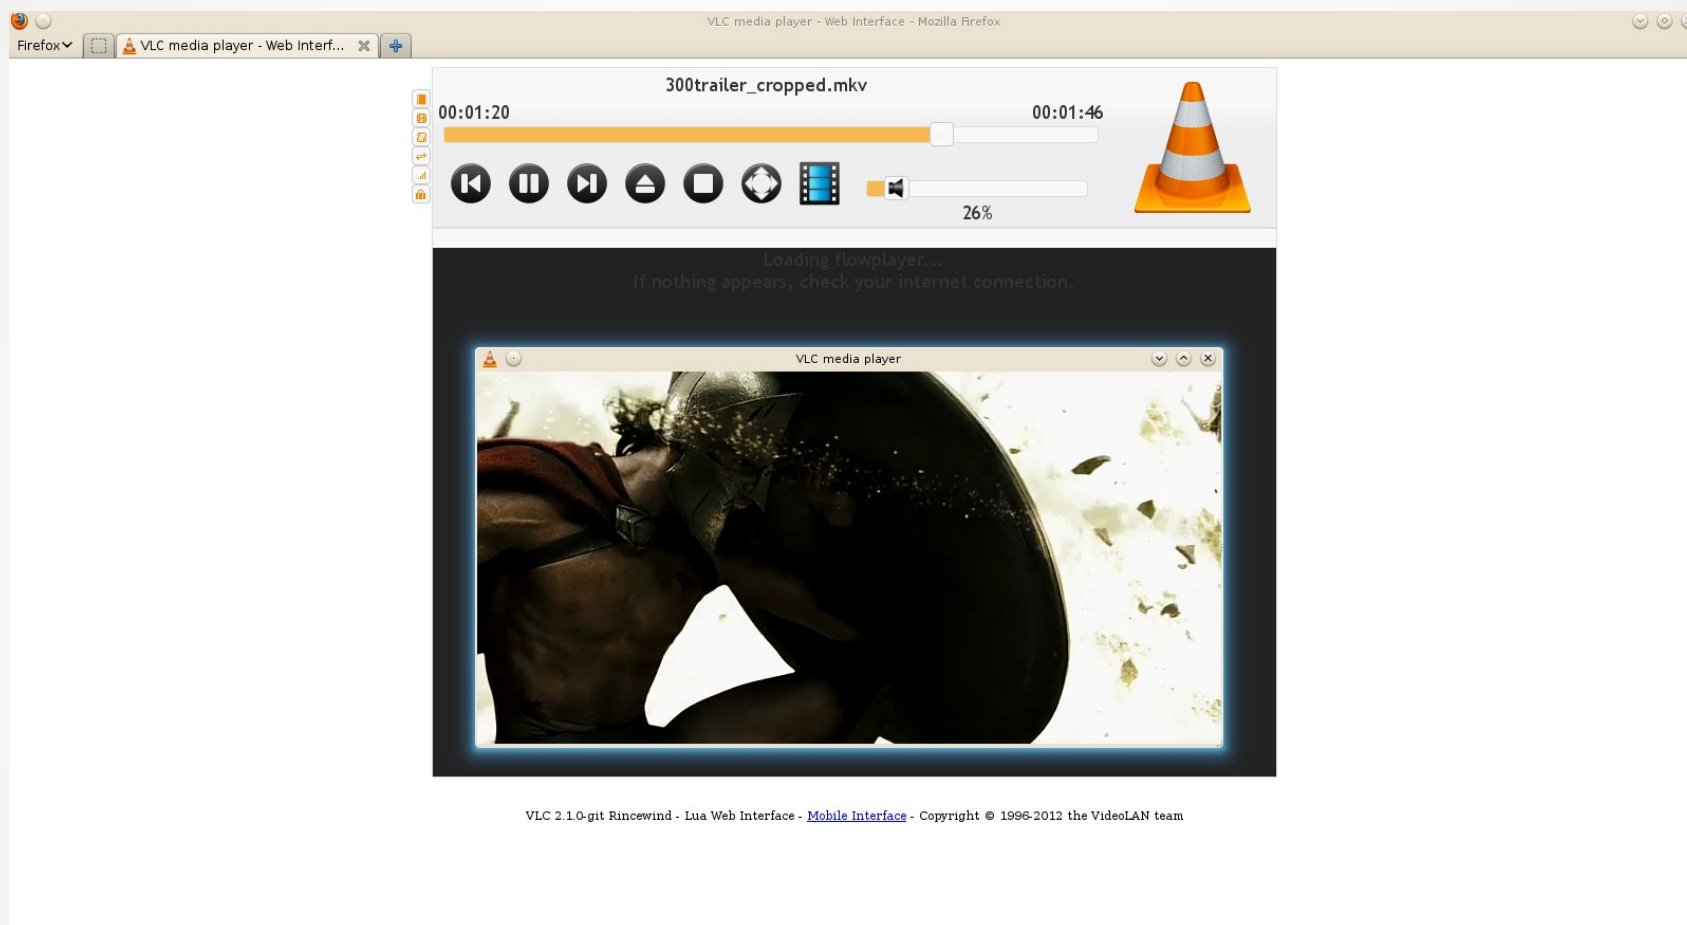 VLC media player - Web Interface - Mozilla Firefox
Firefox
VLC media player - Web Interf...
300trailer_cropped.mkv
00:01:20
00:01:46
26%
Loading flowplayer...
If nothing appears, check your internet connection.
VLC media player
VLC 2.1.0-git Rincewind - Lua Web Interface - Mobile Interface - Copyright © 1996-2012 the VideoLAN team